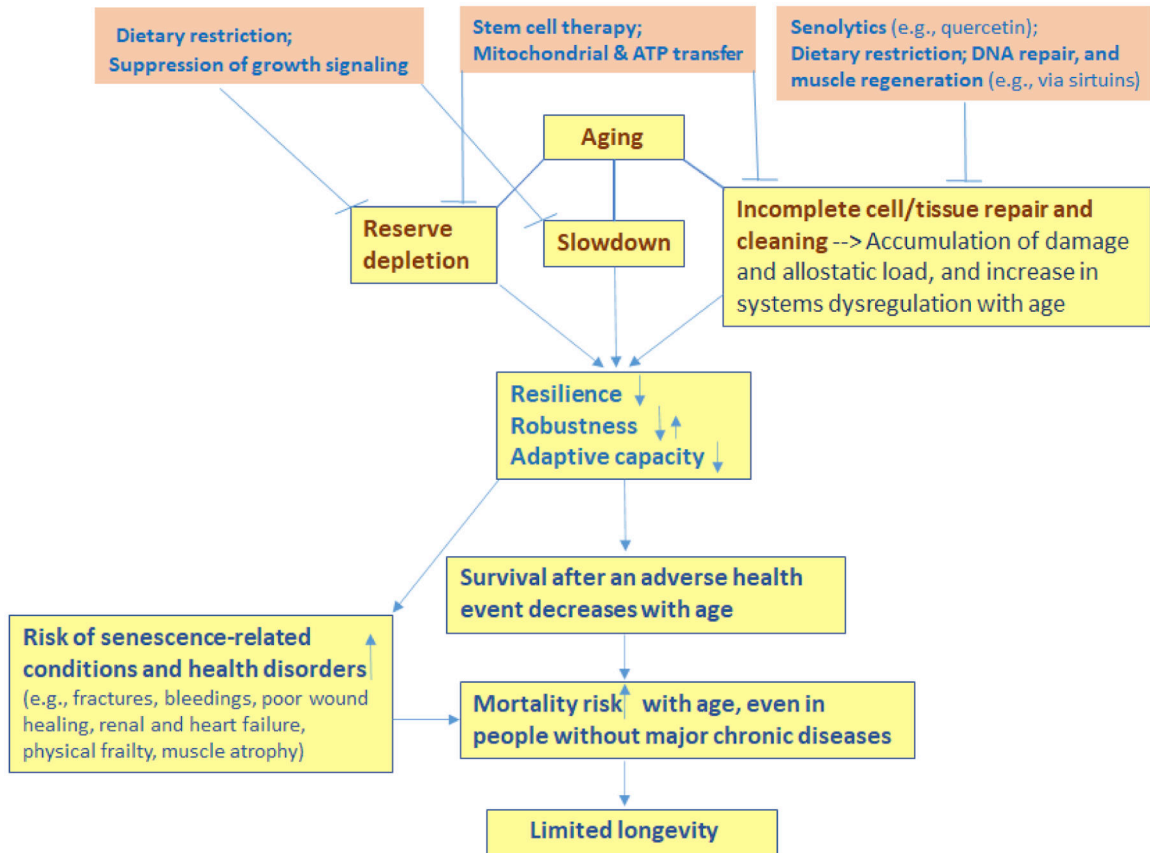 Dietary restriction;
Suppression of growth signaling
Stem cell therapy;
Mitochondrial & ATP transfer
Senolytics (e.g., quercetin);
Dietary restriction; DNA repair, and
muscle regeneration (e.g., via sirtuins)
Aging
Reserve
depletion
Slowdown
Incomplete cell/tissue repair and
cleaning --> Accumulation of damage
and allostatic load, and increase in
systems dysregulation with age
Resilience
Robustness
Adaptive capacity
Survival after an adverse health
event decreases with age
Risk of senescence-related
conditions and health disorders
(e.g., fractures, bleedings, poor wound
healing, renal and heart failure,
physical frailty, muscle atrophy)
Mortality risk with age, even in
people without major chronic diseases
Limited longevity